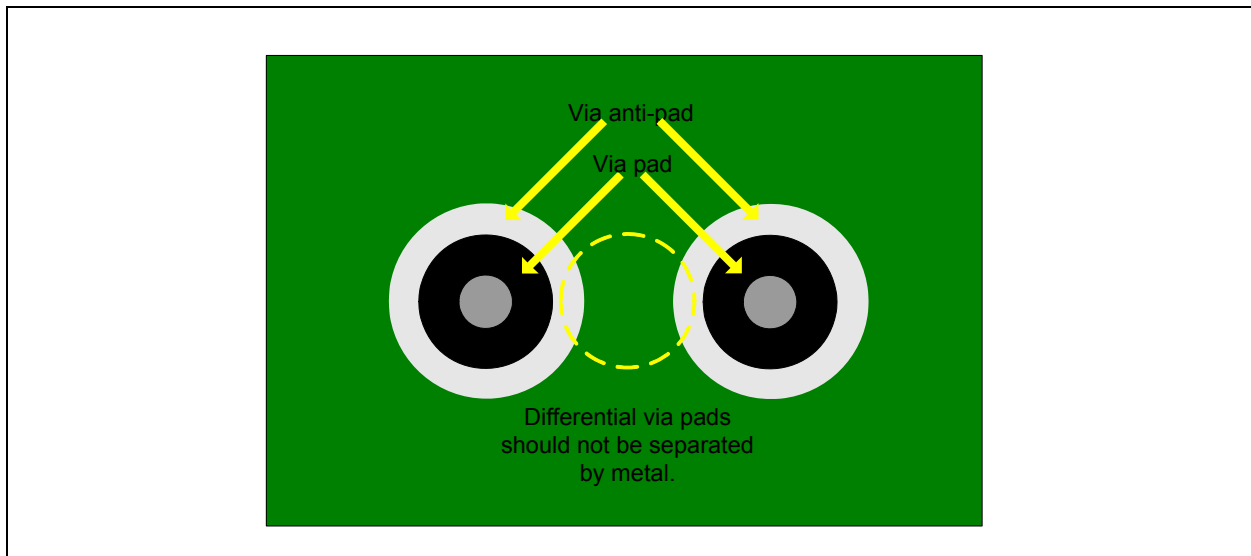 Via anti-pad
Via pad
Differential via pads
should not be separated
by metal.